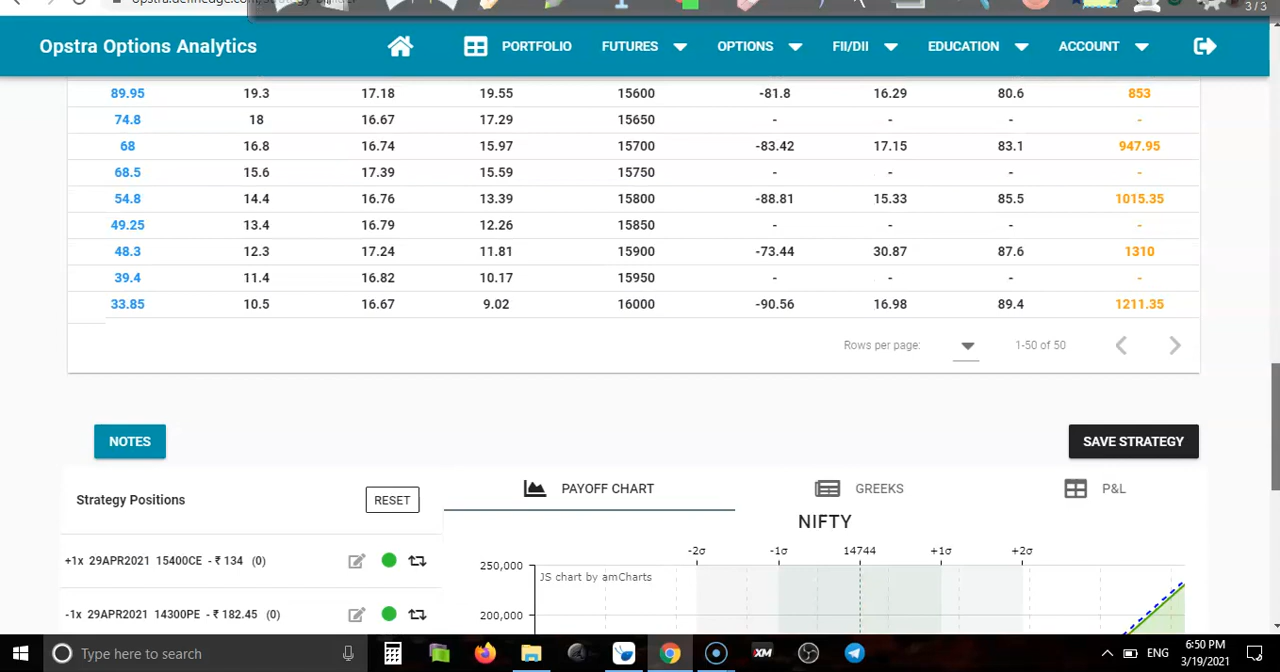 3/3
Opstra Options Analytics PORTFOLIO FUTURES OPTIONS FII/DII EDUCATION ACCOUNT
89.95 19.3 17.18 19.55 15600 -81.8 16.29 80.6 853
74.8 18 16.67 17.29 15650 - - - -
68 16.8 16.74 15.97 15700 -83.42 17.15 83.1 947.95
68.5 15.6 17.39 15.59 15750 - - - -
54.8 14.4 16.76 13.39 15800 -88.81 15.33 85.5 1015.35
49.25 13.4 16.79 12.26 15850 - - - -
48.3 12.3 17.24 11.81 15900 -73.44 30.87 87.6 1310
39.4 11.4 16.82 10.17 15950 - - - -
33.85 10.5 16.67 9.02 16000 -90.56 16.98 89.4 1211.35
Rows per page: 1-50 of 50
NOTES SAVE STRATEGY
Strategy Positions RESET PAYOFF CHART GREEKS P&L
NIFTY
-2σ -1σ 14744 +1σ +2σ
+1x 29APR2021 15400CE - ₹ 134 (0)
250,000 JS chart by amCharts
-1x 29APR2021 14300PE - ₹ 182.45 (0)
200,000
Type here to search XM ENG 6:50 PM
3/19/2021